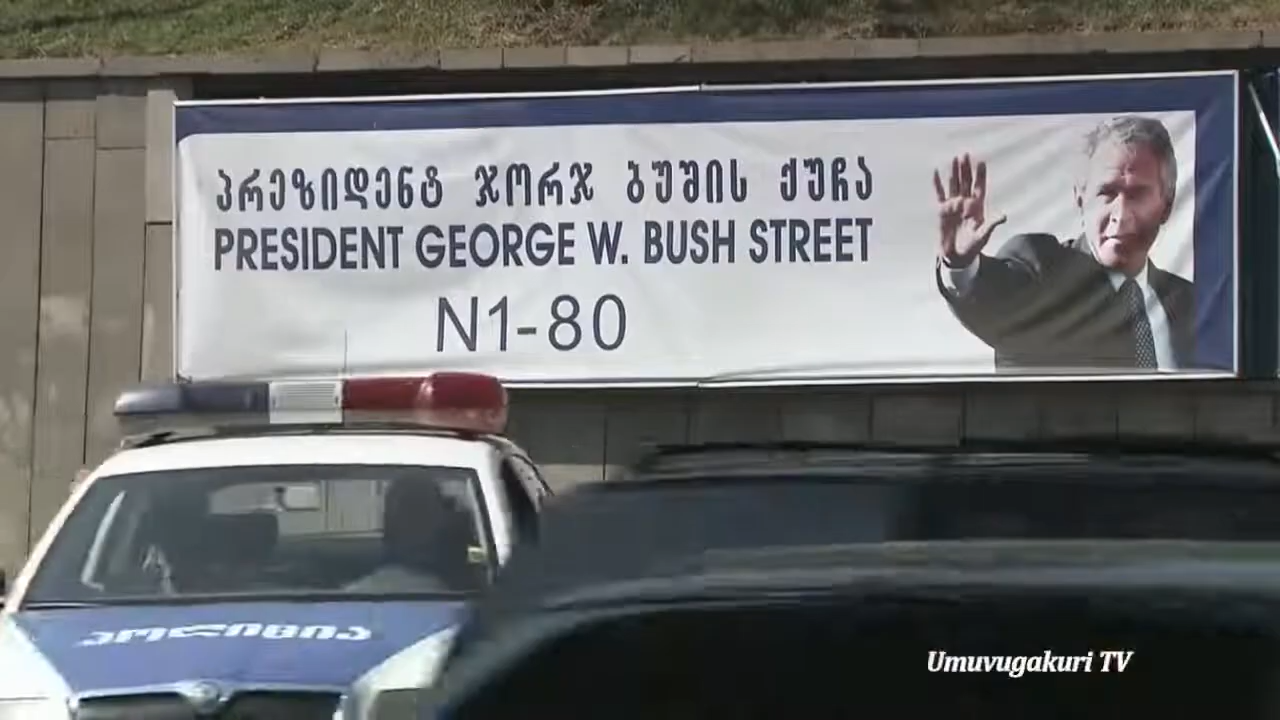 პრეზიდენტ ჯორჯ ბუშის ქუჩა
PRESIDENT GEORGE W. BUSH STREET
N1-80
პოლიცია
Umuvugakuri TV